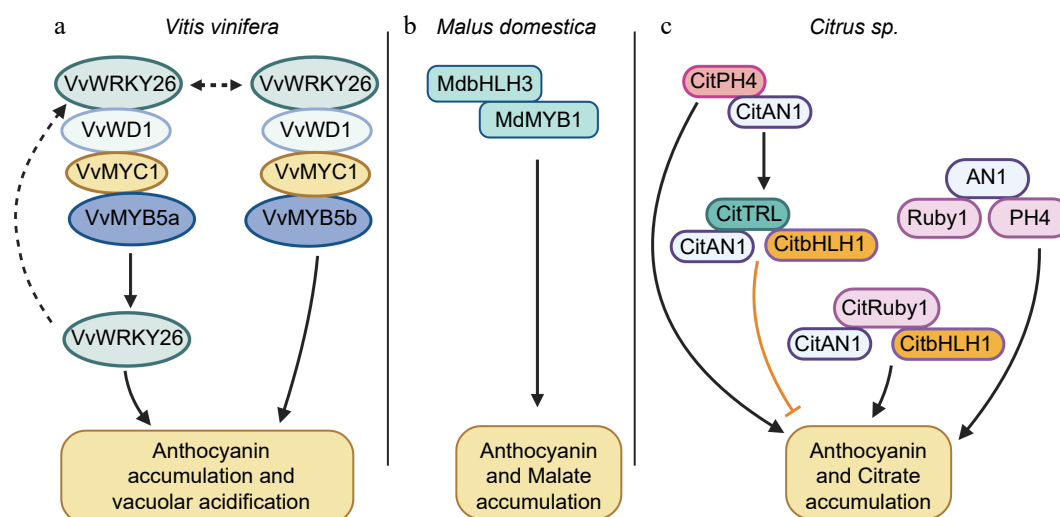 a
Vitis vinifera
VvWRKY26
VvWD1
VvMYC1
VvMYB5a
VvWRKY26
VvWRKY26
VvWD1
VvMYC1
VvMYB5b
Anthocyanin
accumulation and
vacuolar acidification
b
Malus domestica
MdbHLH3
MdMYB1
Anthocyanin
and Malate
accumulation
c
Citrus sp.
CitPH4
CitAN1
CitTRL
CitAN1
CitbHLH1
AN1
Ruby1
PH4
CitRuby1
CitAN1
CitbHLH1
Anthocyanin
and Citrate
accumulation